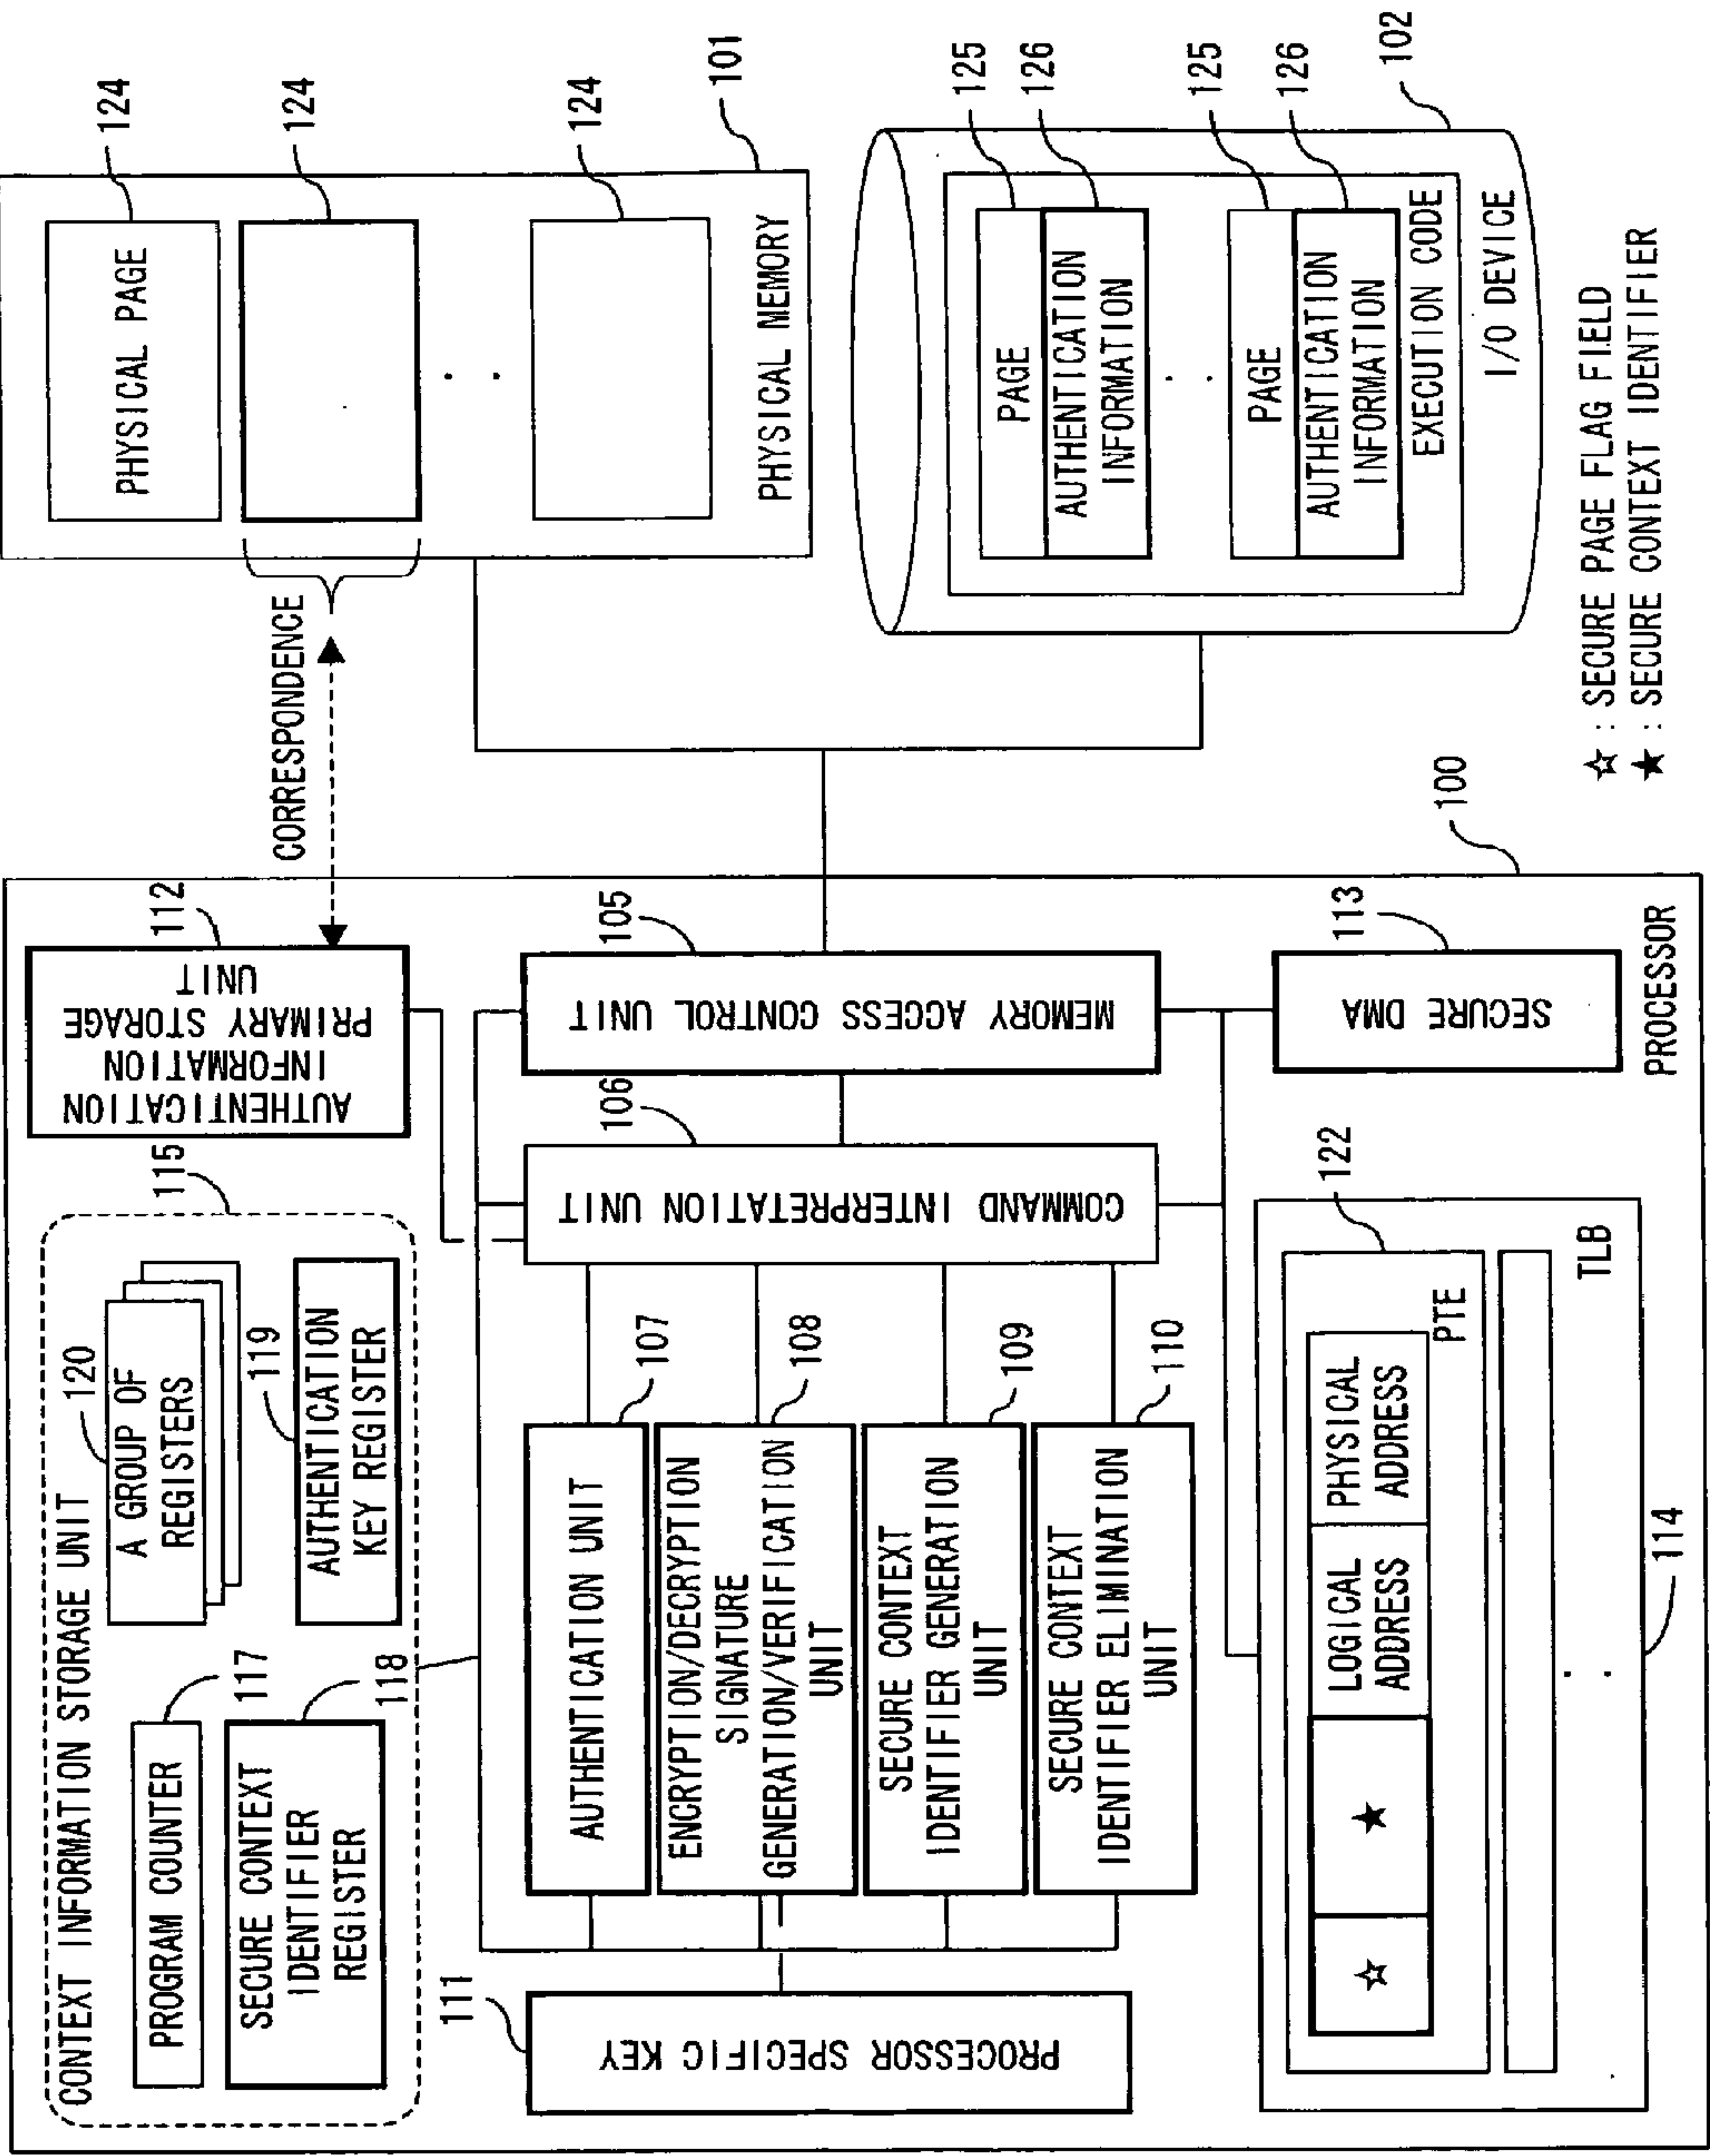 CONTEXT INFORMATION STORAGE UNIT
115
PROGRAM COUNTER
117
SECURE CONTEXT
IDENTIFIER
REGISTER
118
120
A GROUP OF
REGISTERS
119
AUTHENTICATION
KEY REGISTER
112
AUTHENTICATION
INFORMATION
PRIMARY STORAGE
UNIT
CORRESPONDENCE
PHYSICAL PAGE
124
124
.
.
124
PHYSICAL MEMORY
101
111
PROCESSOR SPECIFIC KEY
AUTHENTICATION UNIT
107
ENCRYPTION/DECRYPTION
SIGNATURE
GENERATION/VERIFICATION
UNIT
108
SECURE CONTEXT
IDENTIFIER GENERATION
UNIT
109
SECURE CONTEXT
IDENTIFIER ELIMINATION
UNIT
110
106
COMMAND INTERPRETATION UNIT
105
MEMORY ACCESS CONTROL UNIT
113
SECURE DMA
PROCESSOR
100
☆
★
LOGICAL
ADDRESS
PHYSICAL
ADDRESS
PTE
122
.
.
TLB
114
PAGE
125
AUTHENTICATION
INFORMATION
126
.
.
PAGE
125
AUTHENTICATION
INFORMATION
126
EXECUTION CODE
I/O DEVICE
102
☆ : SECURE PAGE FLAG FIELD
★ : SECURE CONTEXT IDENTIFIER